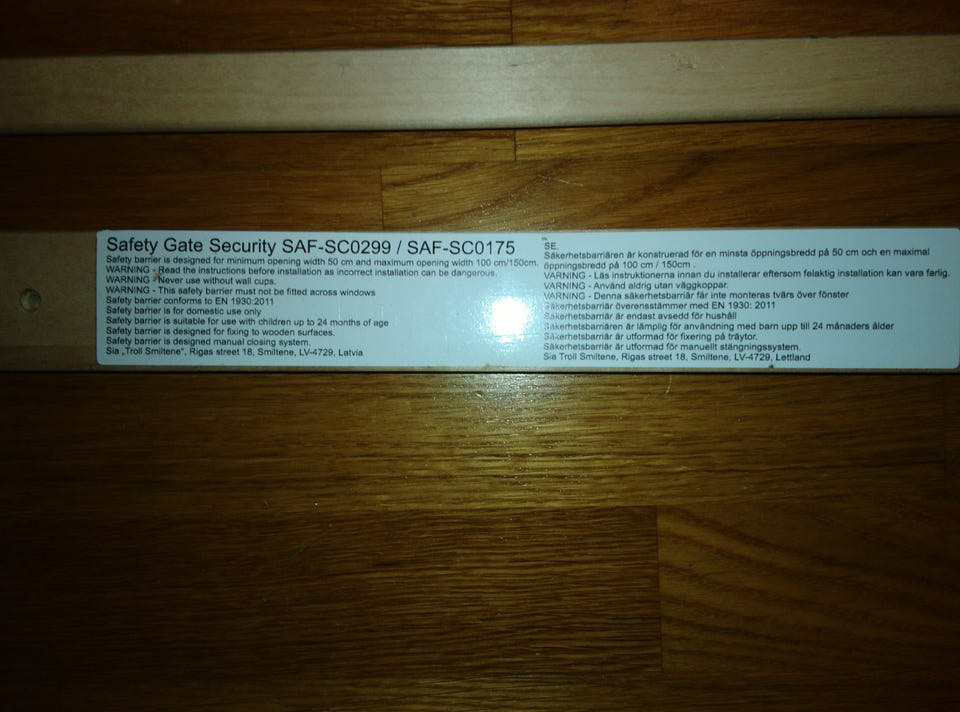 Safety Gate Security SAF-SC0299 / SAF-SC0175
Safety barrier is designed for minimum opening width 50 cm and maximum opening width 100 cm/150cm.
WARNING - Read the instructions before installation as incorrect installation can be dangerous.
WARNING - Never use without wall cups.
WARNING - This safety barrier must not be fitted across windows
Safety barrier conforms to EN 1930:2011
Safety barrier is for domestic use only
Safety barrier is suitable for use with children up to 24 months of age
Safety barrier is designed for fixing to wooden surfaces.
Safety barrier is designed manual closing system.
Sia „Troll Smiltene", Rigas street 18, Smiltene, LV-4729, Latvia
SE.
Säkerhetsbarriären är konstruerad för en minsta öppningsbredd på 50 cm och en maximal
öppningsbredd på 100 cm / 150cm .
VARNING - Läs instruktionerna innan du installerar eftersom felaktig installation kan vara farlig.
VARNING - Använd aldrig utan väggkoppar.
VARNING - Denna säkerhetsbarriär får inte monteras tvärs över fönster
Säkerhetsbarriär överensstämmer med EN 1930: 2011
Säkerhetsbarriär är endast avsedd för hushåll
Säkerhetsbarriären är lämplig för användning med barn upp till 24 månaders ålder
Säkerhetsbarriär är utformad för fixering på träytor.
Säkerhetsbarriär är utformad för manuellt stängningssystem.
Sia Troll Smiltene, Rigas street 18, Smiltene, LV-4729, Lettland